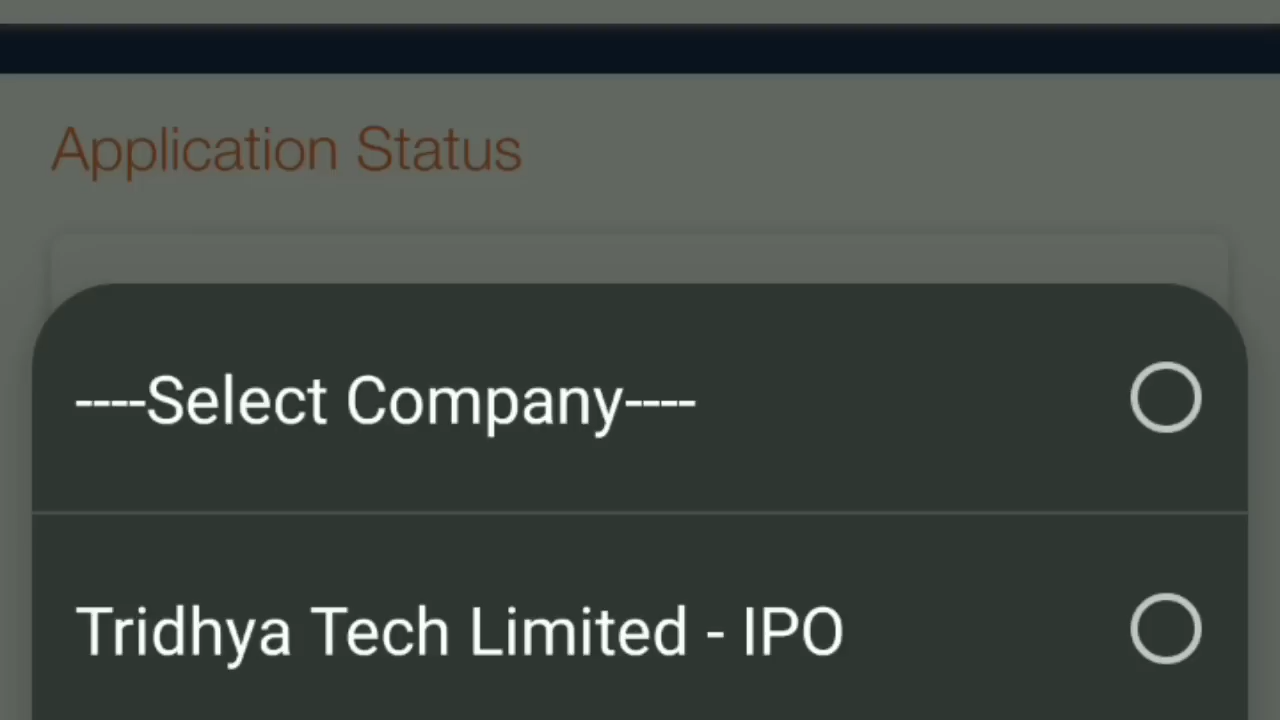 Application Status
----Select Company----
Tridhya Tech Limited - IPO